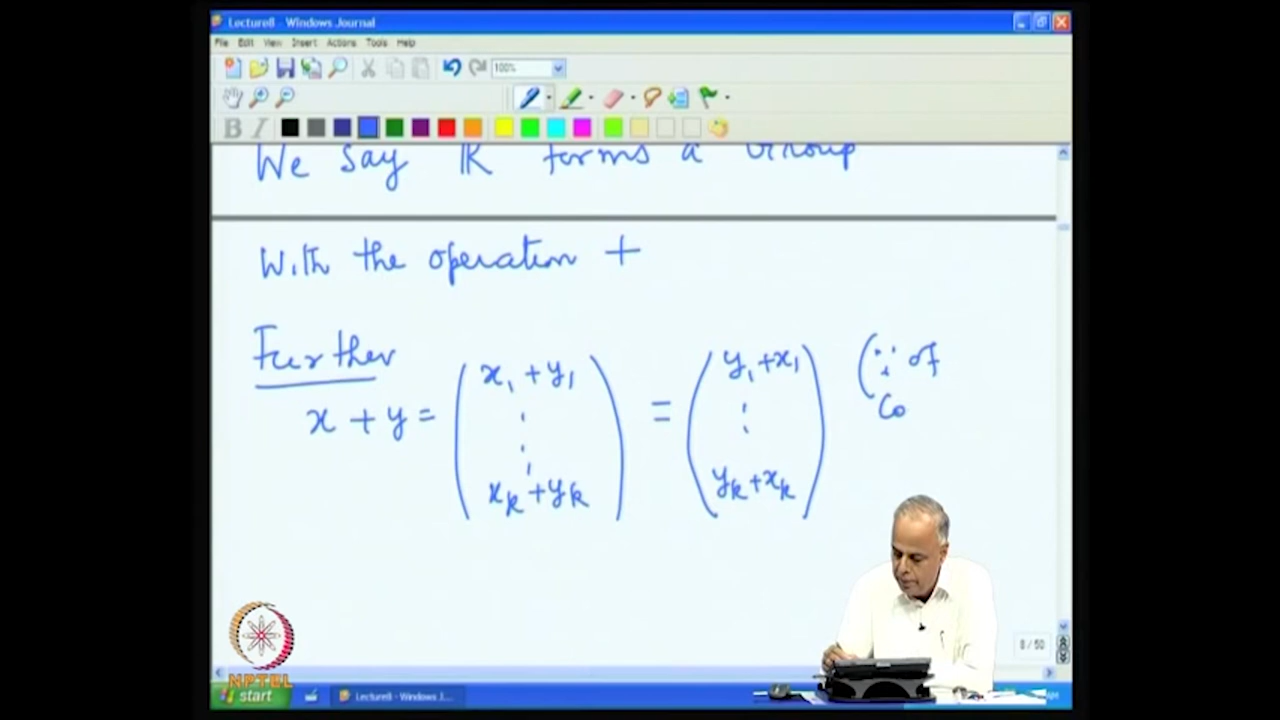 Lecture8 - Windows Journal
File Edit View Insert Actions Tools Help
100%
B I
We say R^k forms a Group
With the operation +
Further
x + y = ( x₁ + y₁ ⋮ xₖ + yₖ ) = ( y₁ + x₁ ⋮ yₖ + xₖ ) (∵ of
Co
8 / 50
NPTEL
start Lecture8 - Windows J...
AM